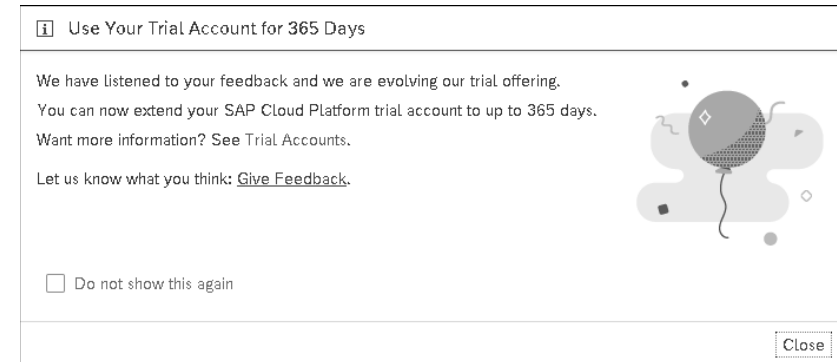 Use Your Trial Account for 365 Days
We have listened to your feedback and we are evolving our trial offering.
You can now extend your SAP Cloud Platform trial account to up to 365 days.
Want more information? See Trial Accounts.
Let us know what you think: Give Feedback.
Do not show this again
Close